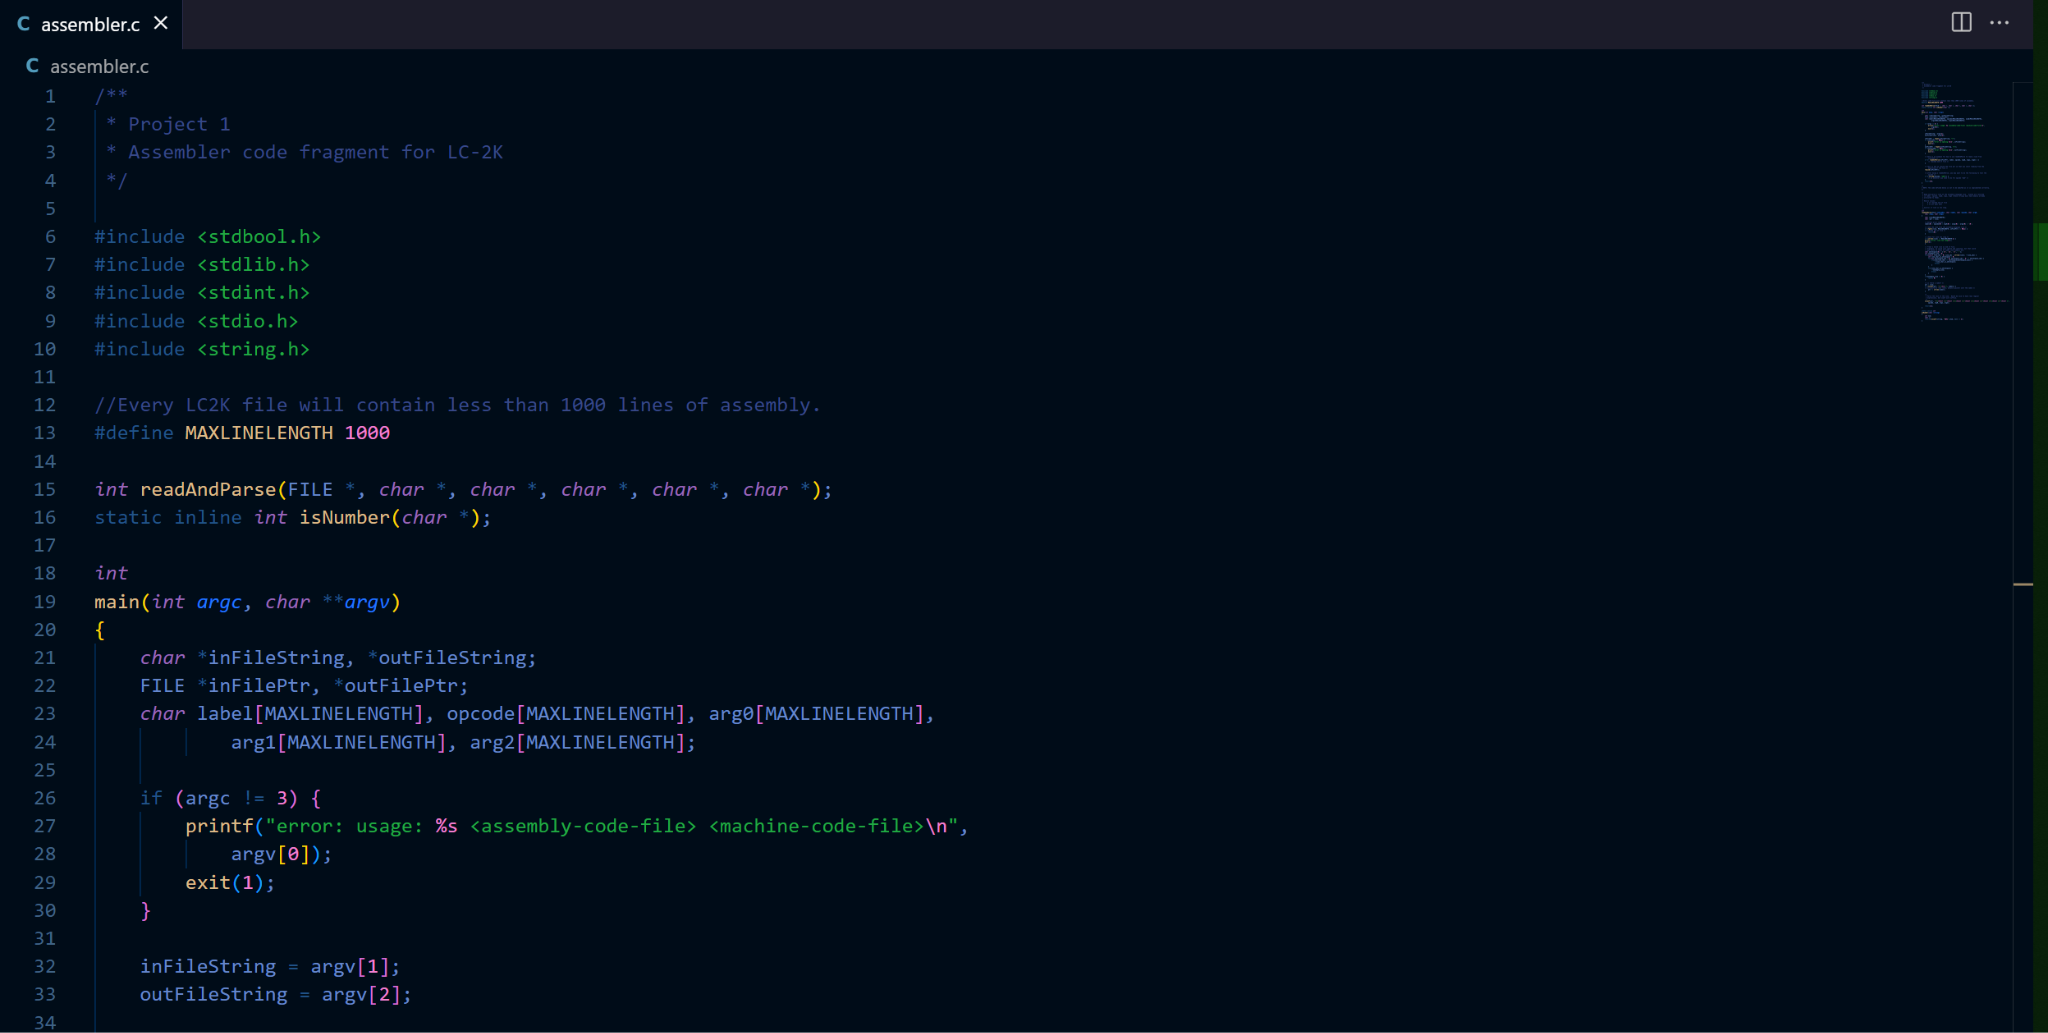 C assembler.c ×
C assembler.c
1 /**
2  * Project 1
3  * Assembler code fragment for LC-2K
4  */
5
6 #include <stdbool.h>
7 #include <stdlib.h>
8 #include <stdint.h>
9 #include <stdio.h>
10 #include <string.h>
11
12 //Every LC2K file will contain less than 1000 lines of assembly.
13 #define MAXLINELENGTH 1000
14
15 int readAndParse(FILE *, char *, char *, char *, char *, char *);
16 static inline int isNumber(char *);
17
18 int
19 main(int argc, char **argv)
20 {
21     char *inFileString, *outFileString;
22     FILE *inFilePtr, *outFilePtr;
23     char label[MAXLINELENGTH], opcode[MAXLINELENGTH], arg0[MAXLINELENGTH],
24             arg1[MAXLINELENGTH], arg2[MAXLINELENGTH];
25
26     if (argc != 3) {
27         printf("error: usage: %s <assembly-code-file> <machine-code-file>\n",
28             argv[0]);
29         exit(1);
30     }
31
32     inFileString = argv[1];
33     outFileString = argv[2];
34